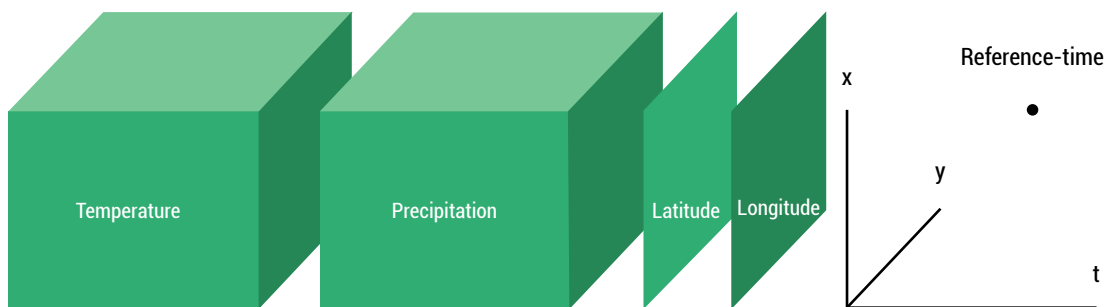 Temperature
Precipitation
Latitude
Longitude
x
y
t
Reference-time